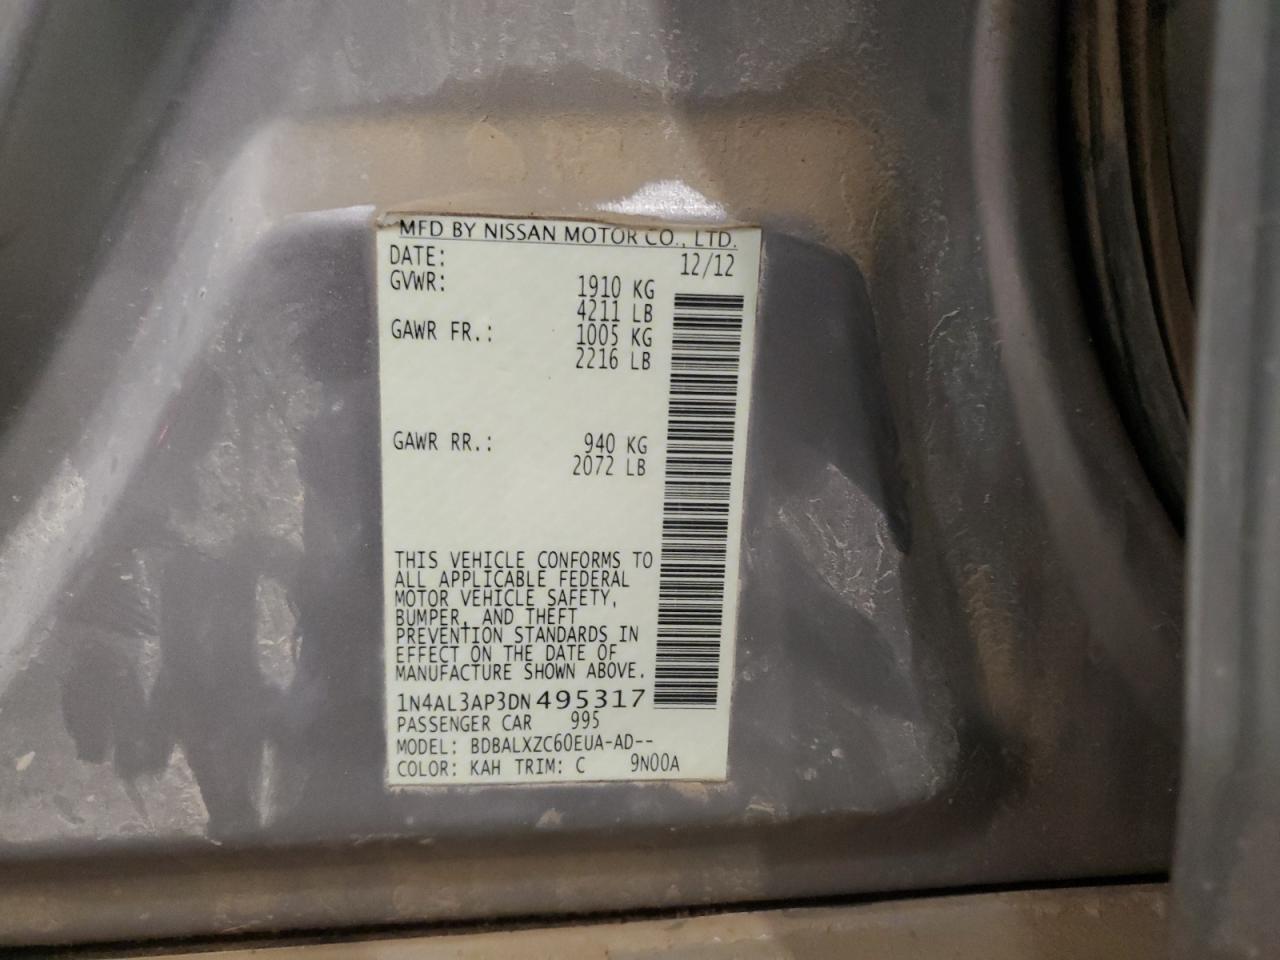 MFD BY NISSAN MOTOR CO., LTD.
DATE: 12/12
GVWR: 1910 KG
4211 LB
GAWR FR.: 1005 KG
2216 LB
GAWR RR.: 940 KG
2072 LB
THIS VEHICLE CONFORMS TO
ALL APPLICABLE FEDERAL
MOTOR VEHICLE SAFETY,
BUMPER, AND THEFT
PREVENTION STANDARDS IN
EFFECT ON THE DATE OF
MANUFACTURE SHOWN ABOVE.
1N4AL3AP3DN495317
PASSENGER CAR 995
MODEL: BDBALXZC60EUA-AD--
COLOR: KAH TRIM: C 9N00A